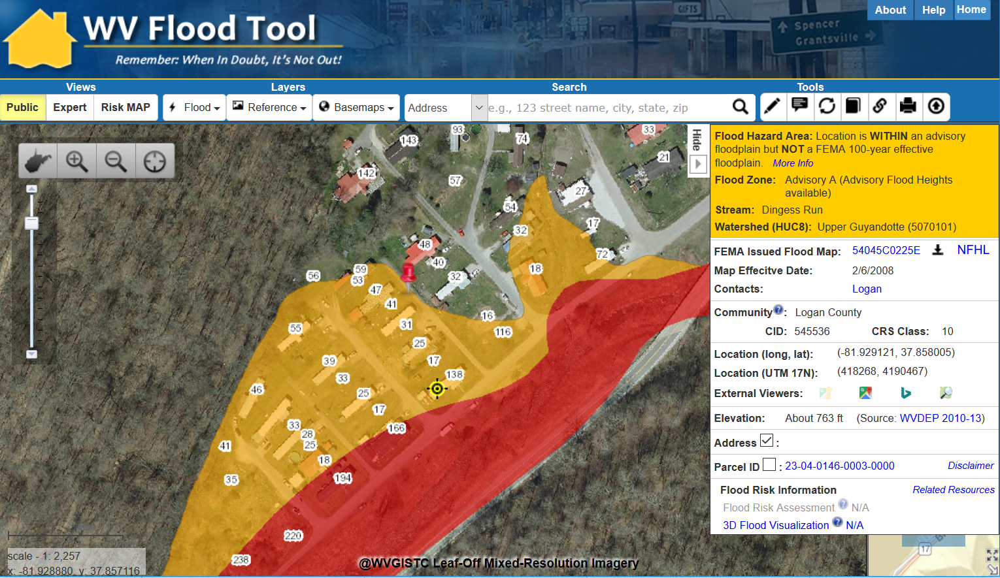 WV Flood Tool
Remember: When In Doubt, It's Not Out!
GIFTS
Spencer
Grantsville
About Help Home
Views Layers Search Tools
Public Expert Risk MAP Flood Reference Basemaps Address e.g., 123 street name, city, state, zip
Hide
Flood Hazard Area: Location is WITHIN an advisory
floodplain but NOT a FEMA 100-year effective
floodplain. More Info
Flood Zone: Advisory A (Advisory Flood Heights
available)
Stream: Dingess Run
Watershed (HUC8): Upper Guyandotte (5070101)
FEMA Issued Flood Map: 54045C0225E NFHL
Map Effecitve Date: 2/6/2008
Contacts: Logan
Community ? : Logan County
CID: 545536 CRS Class: 10
Location (long, lat): (-81.929121, 37.858005)
Location (UTM 17N): (418268, 4190467)
External Viewers:
Elevation: About 763 ft (Source: WVDEP 2010-13)
Address :
Parcel ID : 23-04-0146-0003-0000 Disclaimer
Flood Risk Information Related Resources
Flood Risk Assessment ? N/A
3D Flood Visualization ? N/A
93
33
143
74
21
142
57
27
54
17
32
48
72
40
59
18
56
53
32
47
41
16
31
55
116
25
39
17
33
138
46
25
17
33
166
28
41
25
18
35
194
220
238
17
scale - 1: 2,257
x: -81.928880, y: 37.857116
@WVGISTC Leaf-Off Mixed-Resolution Imagery